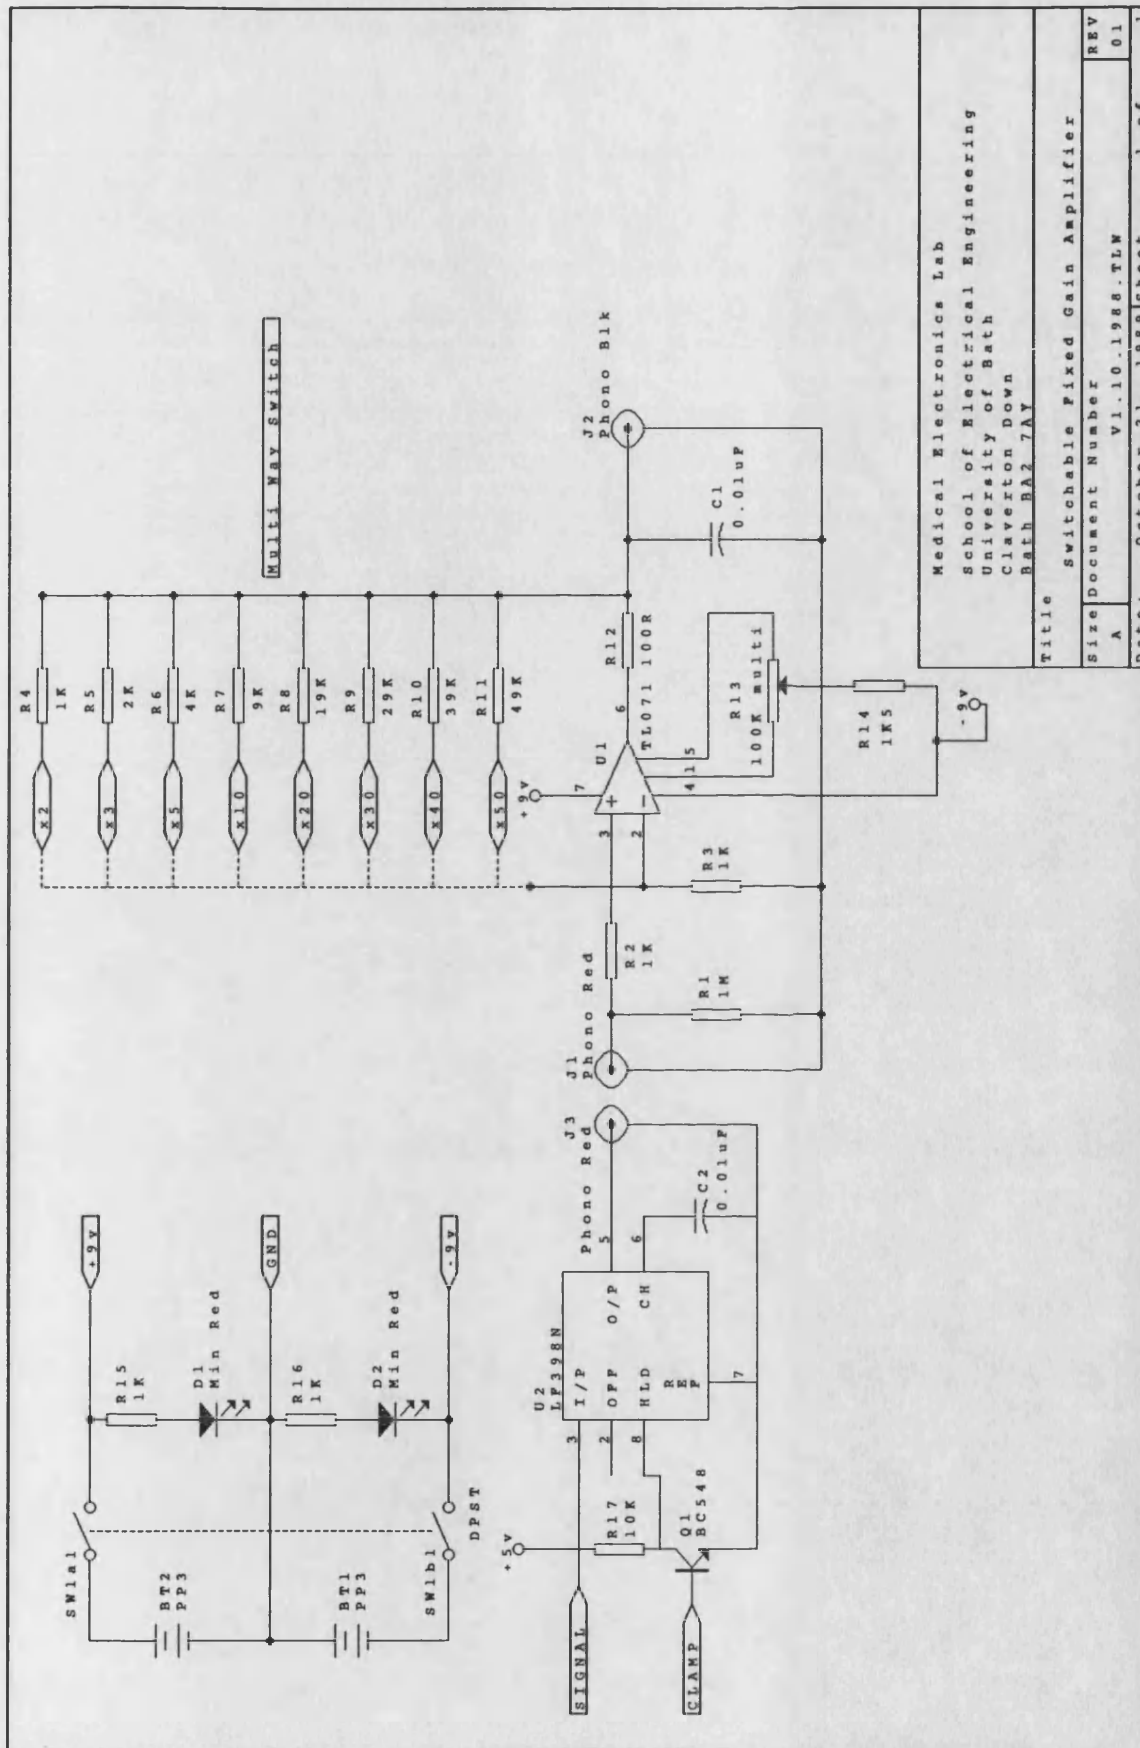 SW1a1
BT2
PP3
BT1
PP3
SW1b1
DPST
R15
1K
D1
Min Red
R16
1K
D2
Min Red
+9v
GND
-9v
SIGNAL
CLAMP
+5v
R17
10K
Q1
BC548
3
2
8
U2
LF398N
I/P
OFF
HLD
O/P
CH
REF
5
6
7
C2
0.01uF
J3
Phono Red
J1
Phono Red
R1
1M
R2
1K
R3
1K
x2
x3
x5
x10
x20
x30
x40
x50
R4
1K
R5
2K
R6
4K
R7
9K
R8
19K
R9
29K
R10
39K
R11
49K
Multi Way Switch
+9v
7
3
2
+
-
U1
6
TL071
4 1 5
R12
100R
R13
100K multi
R14
1K5
-9v
C1
0.01uF
J2
Phono Blk
Medical Electronics Lab
School of Electrical Engineering
University of Bath
Claverton Down
Bath BA2 7AY
Title
Switchable Fixed Gain Amplifier
Size Document Number REV
A V1.10.1988.TLW 01